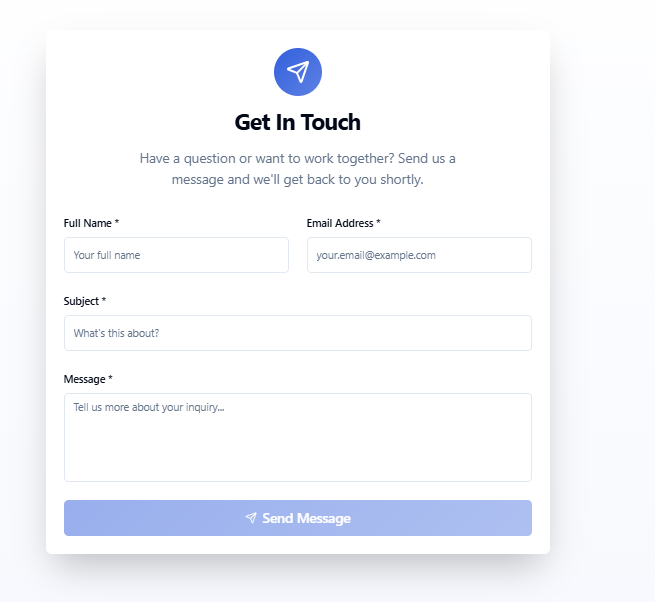 Get In Touch
Have a question or want to work together? Send us a
message and we'll get back to you shortly.
Full Name *
Email Address *
Your full name
your.email@example.com
Subject *
What's this about?
Message *
Tell us more about your inquiry...
Send Message